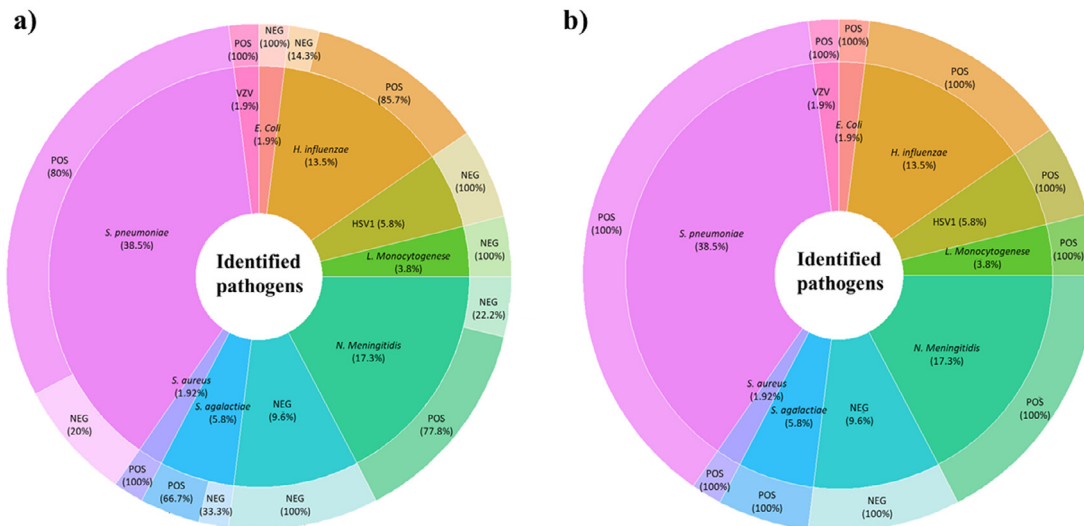 a)
POS
(100%)
NEG
(100%)
NEG
(14.3%)
POS
(85.7%)
VZV
(1.9%)
E. Coli
(1.9%)
H. influenzae
(13.5%)
NEG
(100%)
HSV1 (5.8%)
POS
(80%)
S. pneumoniae
(38.5%)
Identified
pathogens
L. Monocytogenese
(3.8%)
NEG
(100%)
NEG
(22.2%)
N. Meningitidis
(17.3%)
S. aureus
(1.92%)
S. agalactiae
(5.8%)
NEG
(9.6%)
POS
(77.8%)
NEG
(20%)
POS
(100%)
POS
(66.7%)
NEG
(33.3%)
NEG
(100%)
b)
POS
(100%)
POS
(100%)
POS
(100%)
VZV
(1.9%)
E. Coli
(1.9%)
H. influenzae
(13.5%)
POS
(100%)
HSV1 (5.8%)
POS
(100%)
S. pneumoniae
(38.5%)
Identified
pathogens
L. Monocytogenese
(3.8%)
POS
(100%)
N. Meningitidis
(17.3%)
S. aureus
(1.92%)
S. agalactiae
(5.8%)
NEG
(9.6%)
POS
(100%)
POS
(100%)
POS
(100%)
NEG
(100%)